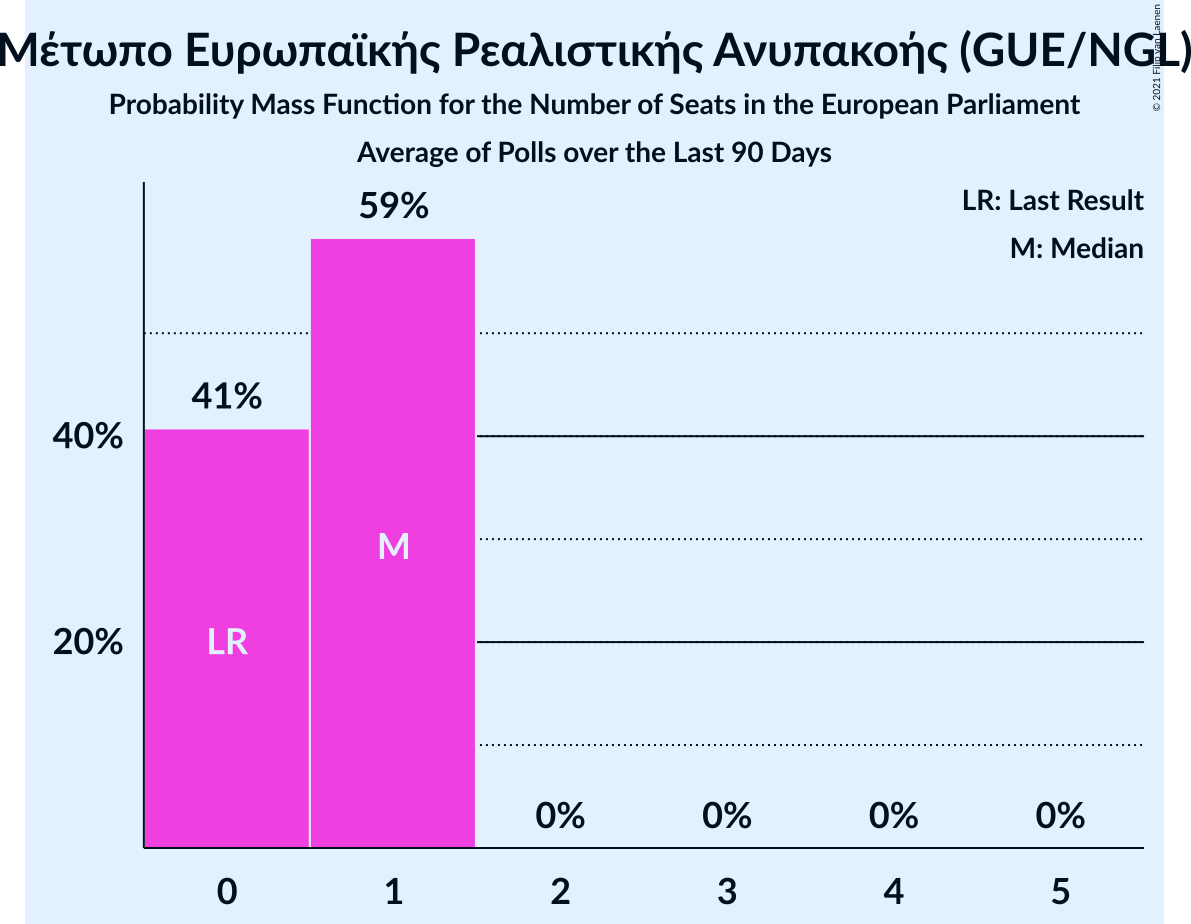 Μέτωπο Ευρωπαϊκής Ρεαλιστικής Ανυπακοής (GUE/NGL)
© 2021 Filip van Laenen
Probability Mass Function for the Number of Seats in the European Parliament
Average of Polls over the Last 90 Days
LR: Last Result
M: Median
59%
41%
40%
M
LR
20%
0% 0% 0% 0%
0 1 2 3 4 5